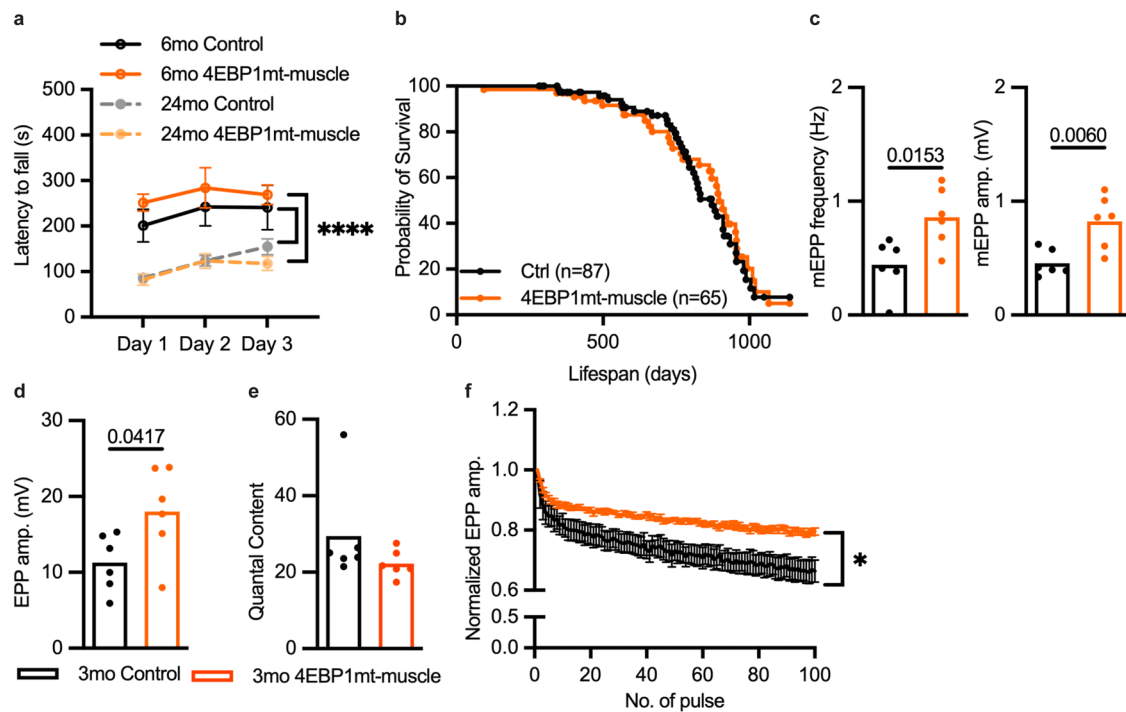 a
6mo Control
6mo 4EBP1mt-muscle
24mo Control
24mo 4EBP1mt-muscle
Latency to fall (s)
500
400
300
200
100
0
Day 1 Day 2 Day 3
****
b
Probability of Survival
100
80
60
40
20
0
Ctrl (n=87)
4EBP1mt-muscle (n=65)
0 500 1000
Lifespan (days)
c
mEPP frequency (Hz)
2
1
0
0.0153
mEPP amp. (mV)
2
1
0
0.0060
d
EPP amp. (mV)
30
20
10
0
0.0417
e
Quantal Content
60
40
20
0
3mo Control
3mo 4EBP1mt-muscle
f
Normalized EPP amp.
1.2
1.0
0.8
0.6
0.5
0.0
0 20 40 60 80 100
No. of pulse
*